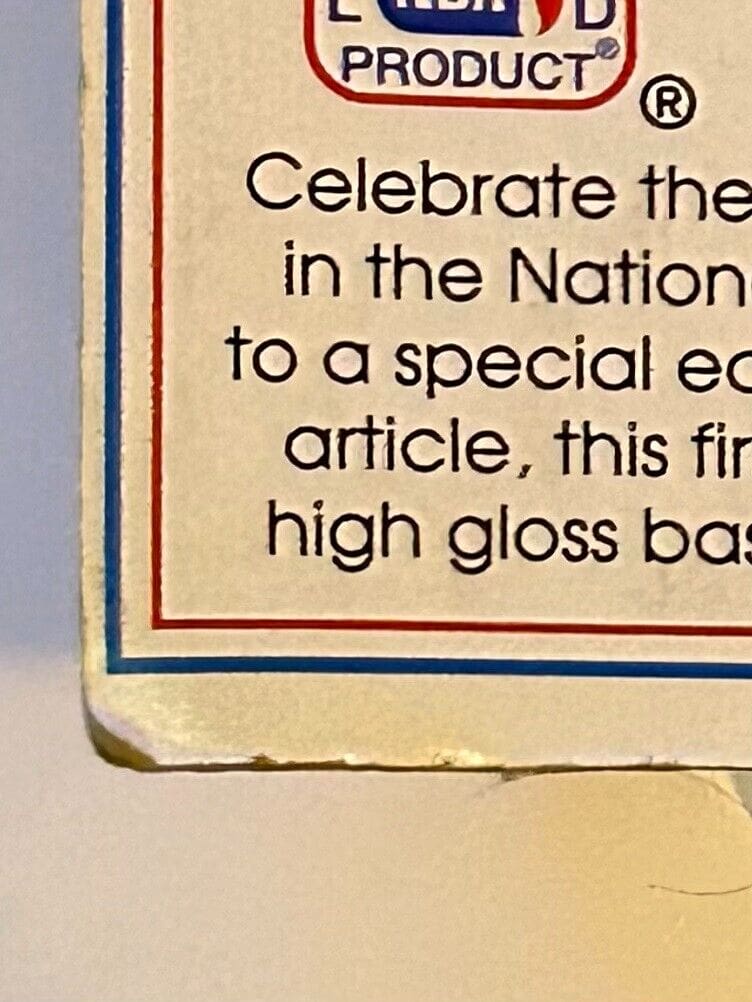 PRODUCT®
®
Celebrate the
in the Nation
to a special
article, this
high gloss